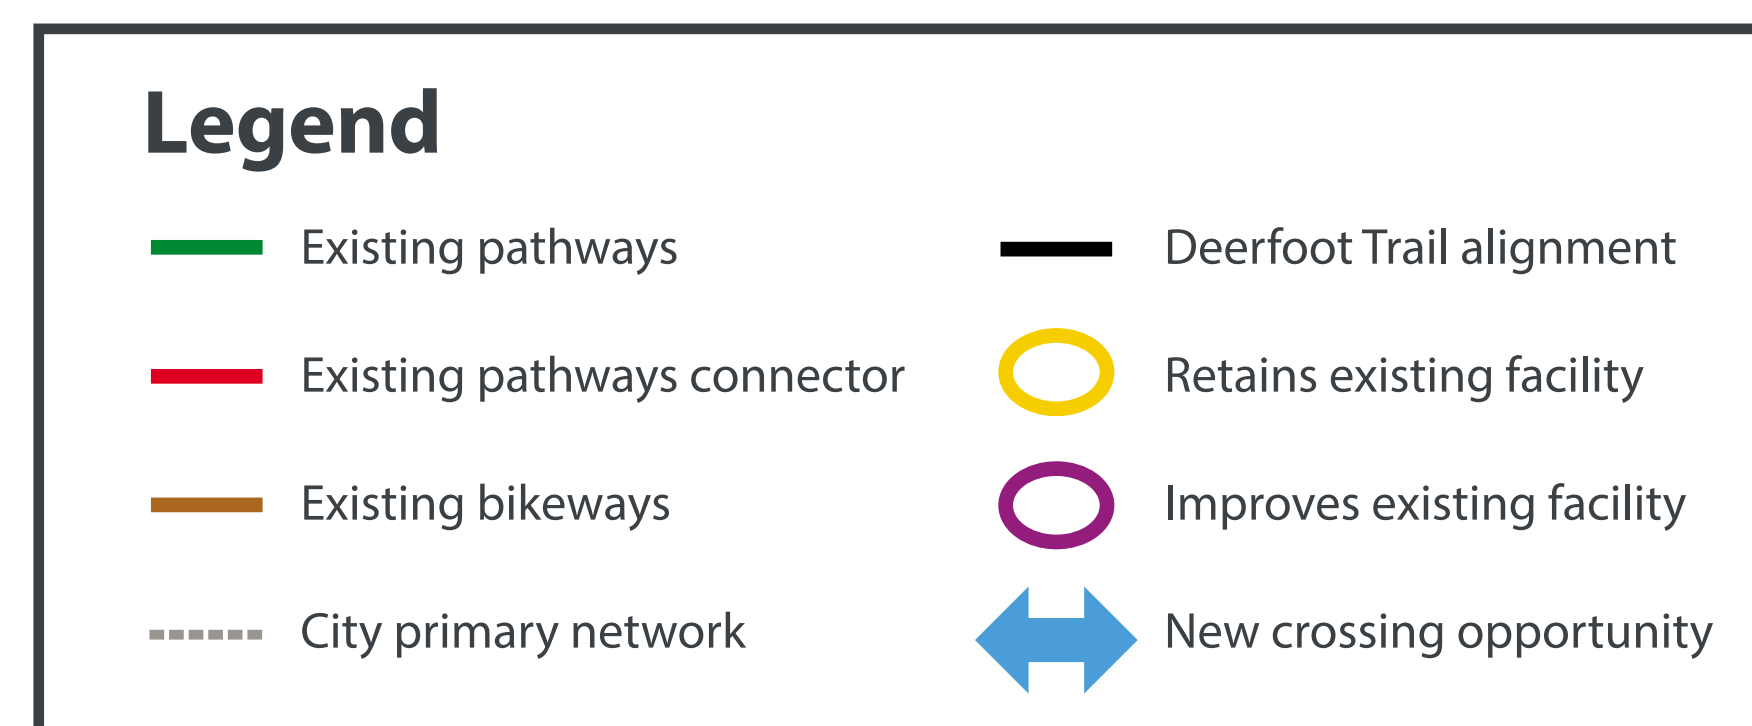 Legend
Existing pathways
Existing pathways connector
Existing bikeways
City primary network
Deerfoot Trail alignment
Retains existing facility
Improves existing facility
New crossing opportunity